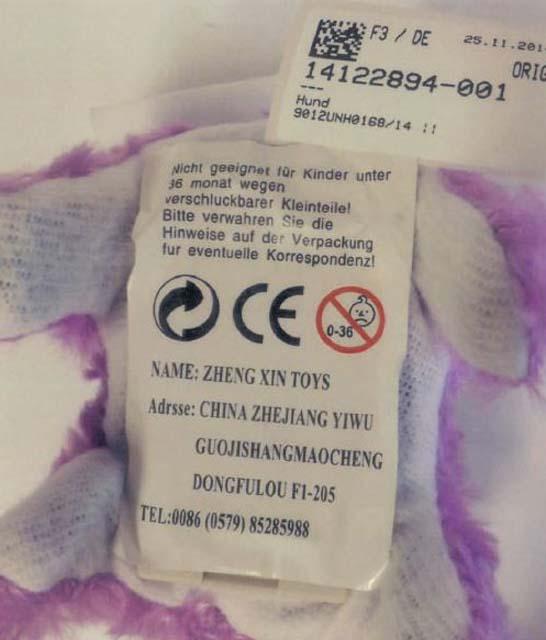 F3 / DE 25.11.201
ORIG
14122894-001
---
Hund
9012UNH0168/14 !!
Nicht geeignet für Kinder unter
36 monat wegen
verschluckbarer Kleinteile!
Bitte verwahren Sie die
Hinweise auf der Verpackung
fur eventuelle Korrespondenz!
CE
0-36
NAME: ZHENG XIN TOYS
Adrsse: CHINA ZHEJIANG YIWU
GUOJISHANGMAOCHENG
DONGFULOU F1-205
TEL:0086 (0579) 85285988